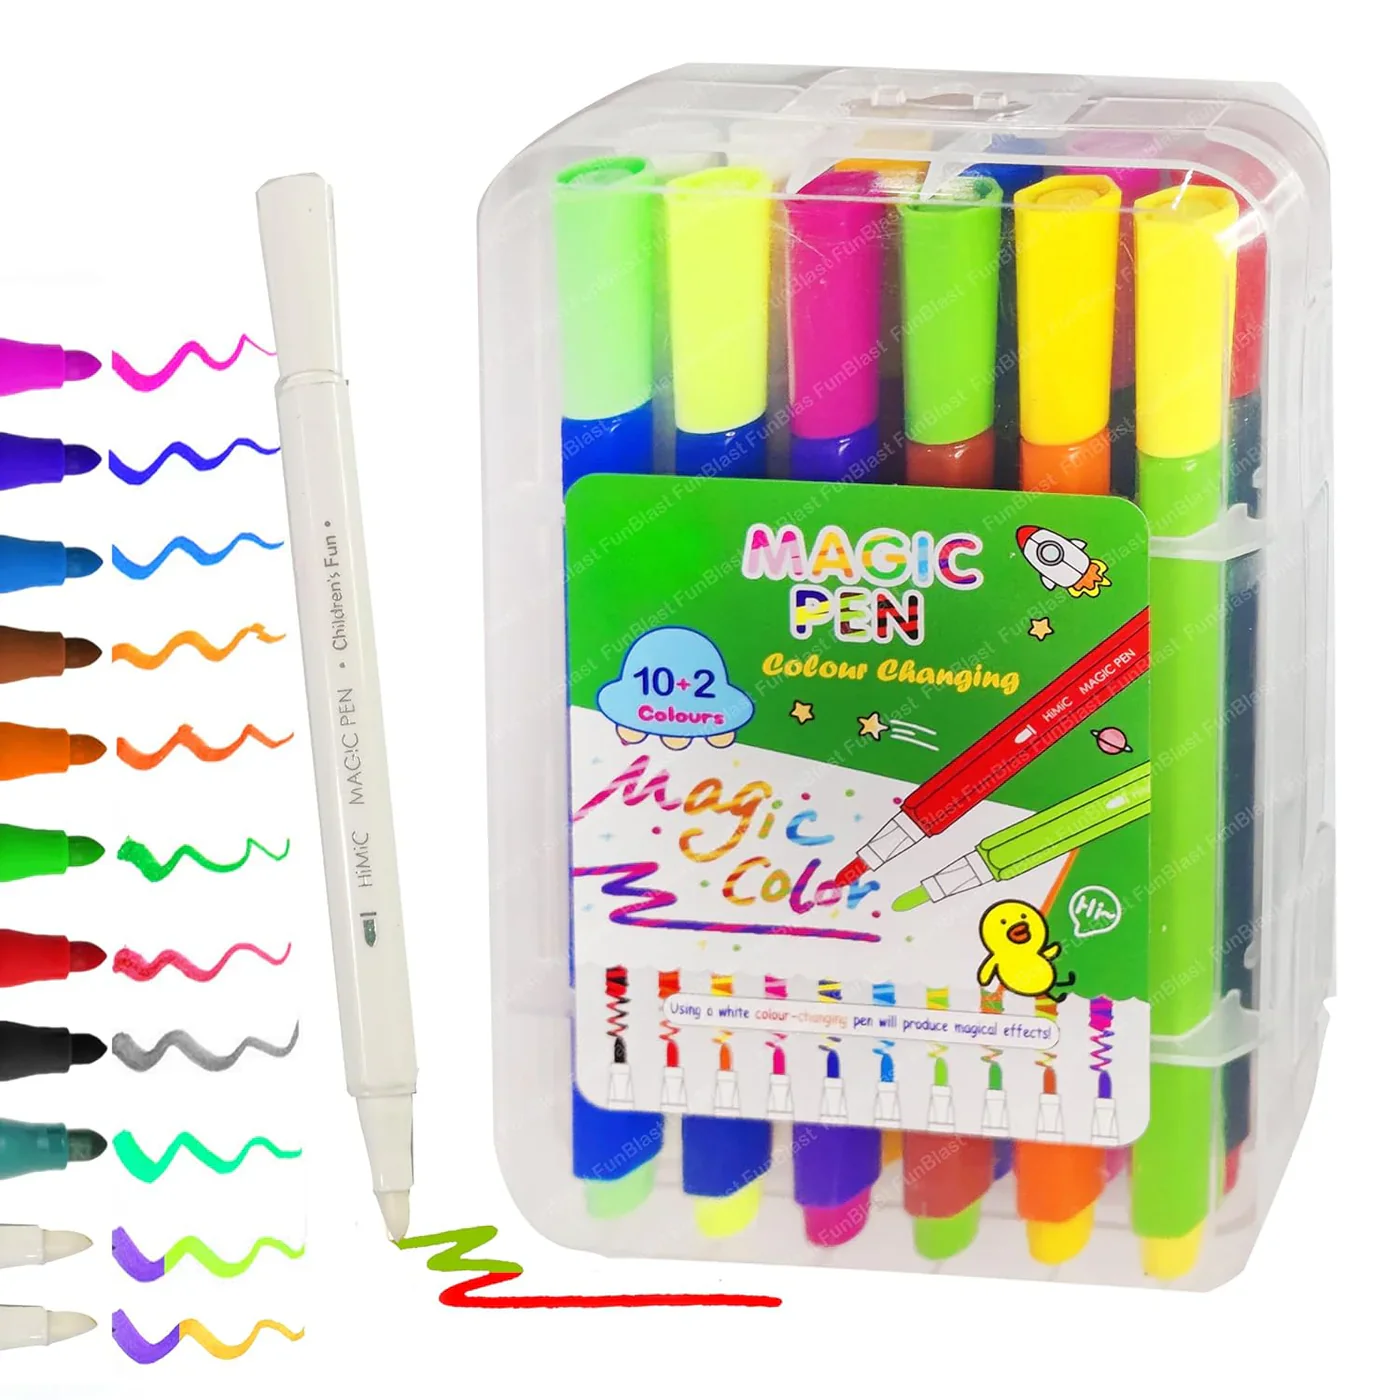 MAGIC
PEN
Colour Changing
10+2
Colours
HiMiC MAGIC PEN
Magic
Color
Hi~
Using a white colour-changing pen will produce magical effects!
HiMiC MAGIC PEN • Children's Fun •
FunBlast